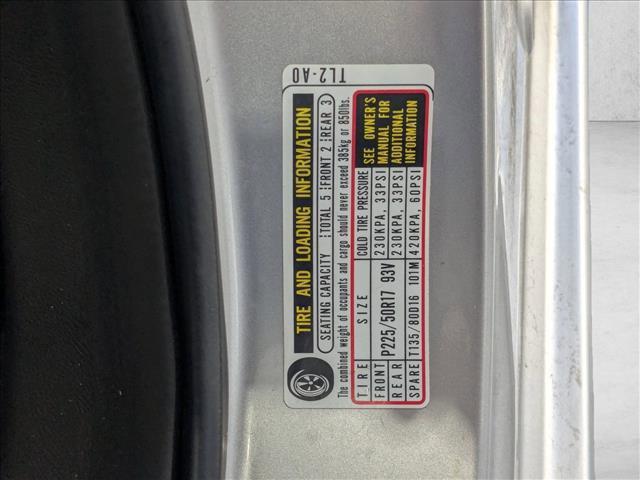 TIRE AND LOADING INFORMATION
SEATING CAPACITY TOTAL 5 FRONT 2 REAR 3
The combined weight of occupants and cargo should never exceed 385kg or 850lbs.
TIRE SIZE COLD TIRE PRESSURE
FRONT P225/50R17 93V 230KPA, 33PSI
REAR 230KPA, 33PSI
SPARE T135/80D16 101M 420KPA, 60PSI
SEE OWNER'S
MANUAL FOR
ADDITIONAL
INFORMATION
TL2-A0